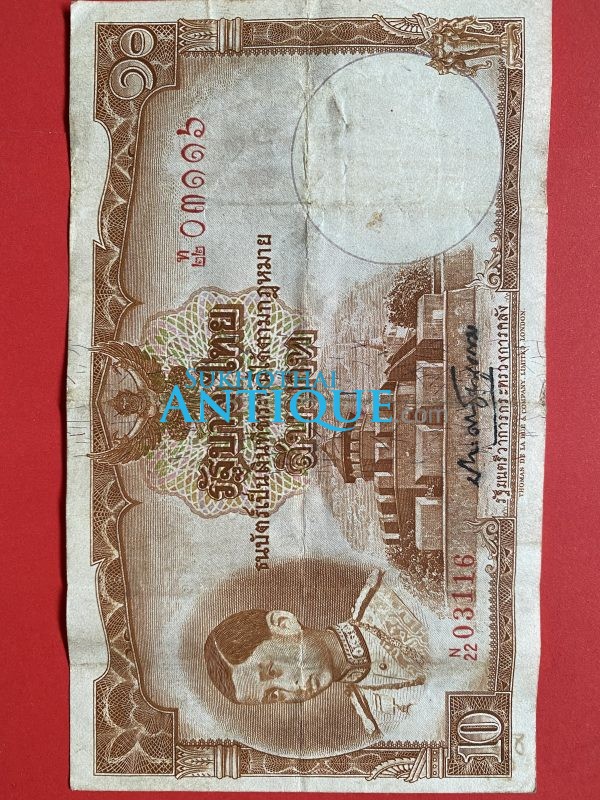 ๑๐
น
๒๒ ๐๓๑๑๑๖
รัฐบาลไทย
ธนบัตร์เป็นเงินที่ชำระหนี้ได้ตามกฎหมาย
สิบบาท
SUKHOTHAI
ANTIQUE.com
รัฐมนตรีว่าการกระทรวงการคลัง
THOMAS DE LA RUE & COMPANY, LIMITED, LONDON.
N
22 03116
10